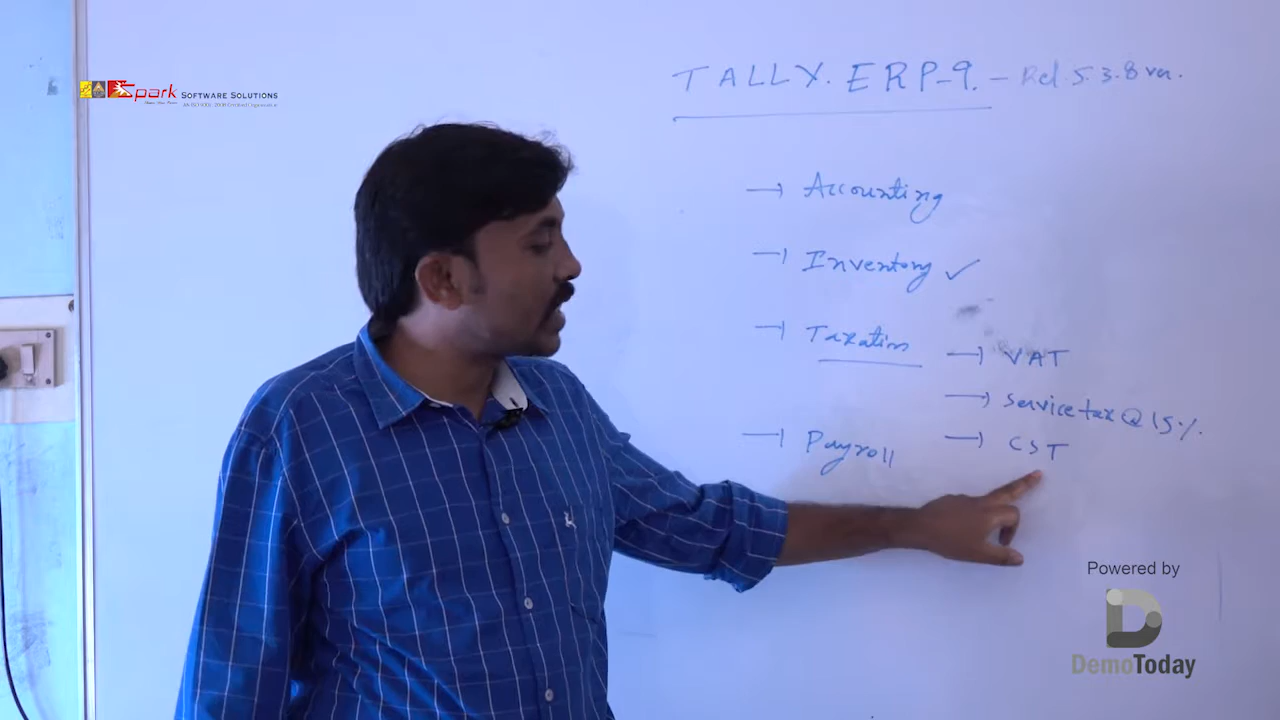 Spark SOFTWARE SOLUTIONS
TALLY.ERP-9. - Rel.5.3.8 ver.
→ Accounting
→ Inventory ✓
→ Taxation → VAT
→ Service tax @ 15%.
→ Payroll → CST
Powered by
DemoToday